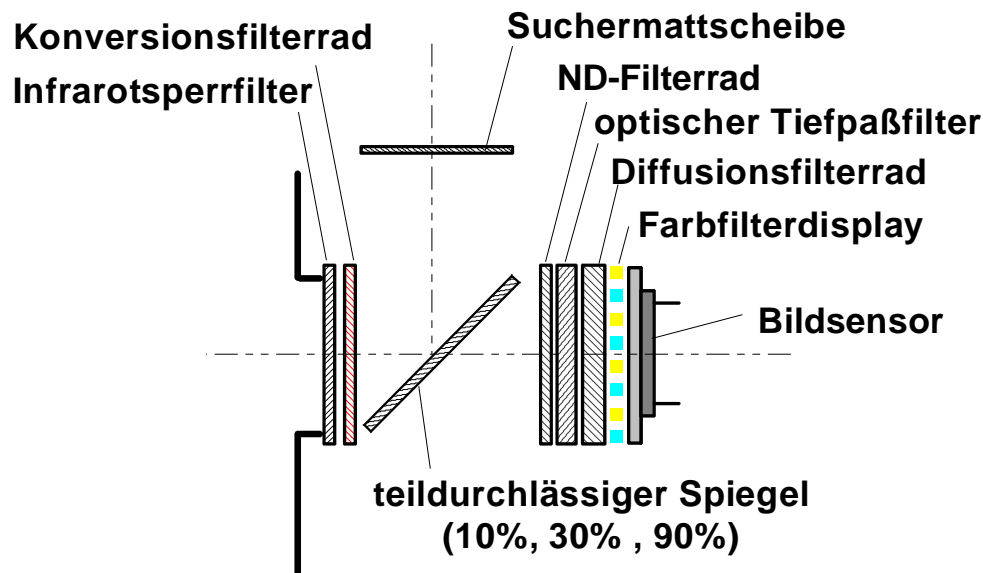 Konversionsfilterrad
Infrarotsperrfilter
Suchermattscheibe
ND-Filterrad
optischer Tiefpaßfilter
Diffusionsfilterrad
Farbfilterdisplay
Bildsensor
teildurchlässiger Spiegel
(10%, 30% , 90%)